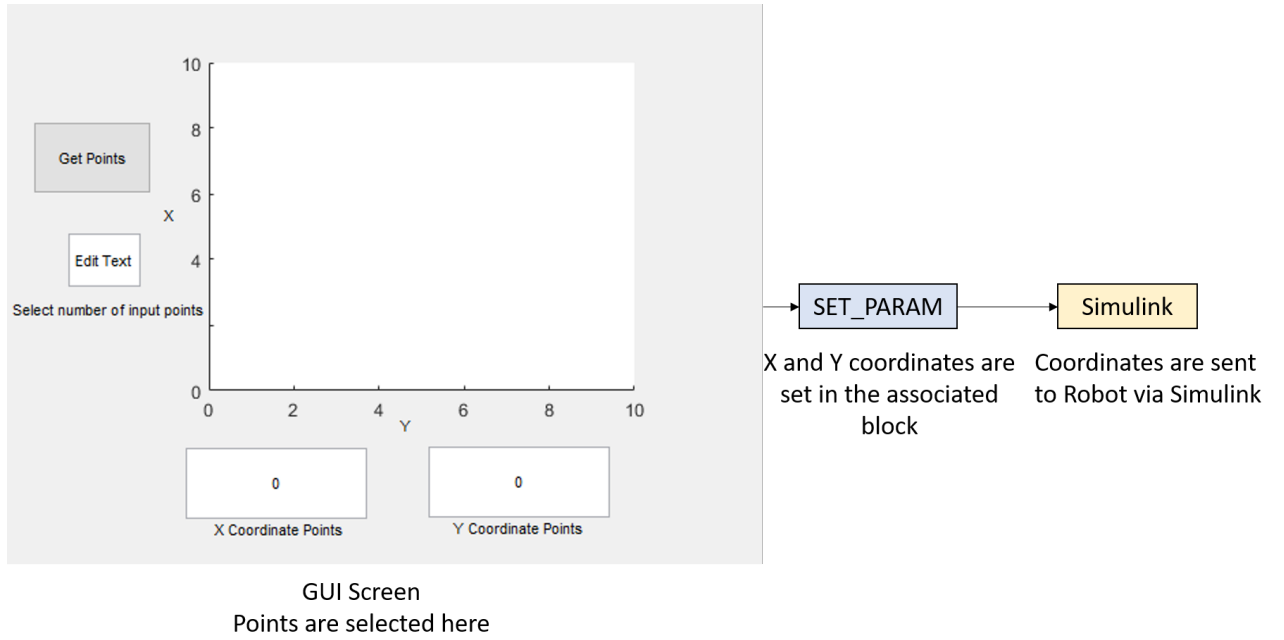 10
8
Get Points
6
X
4
Edit Text
Select number of input points
0
0 2 4 6 8 10
Y
0
0
X Coordinate Points
Y Coordinate Points
GUI Screen
Points are selected here
SET_PARAM
X and Y coordinates are
set in the associated
block
Simulink
Coordinates are sent
to Robot via Simulink